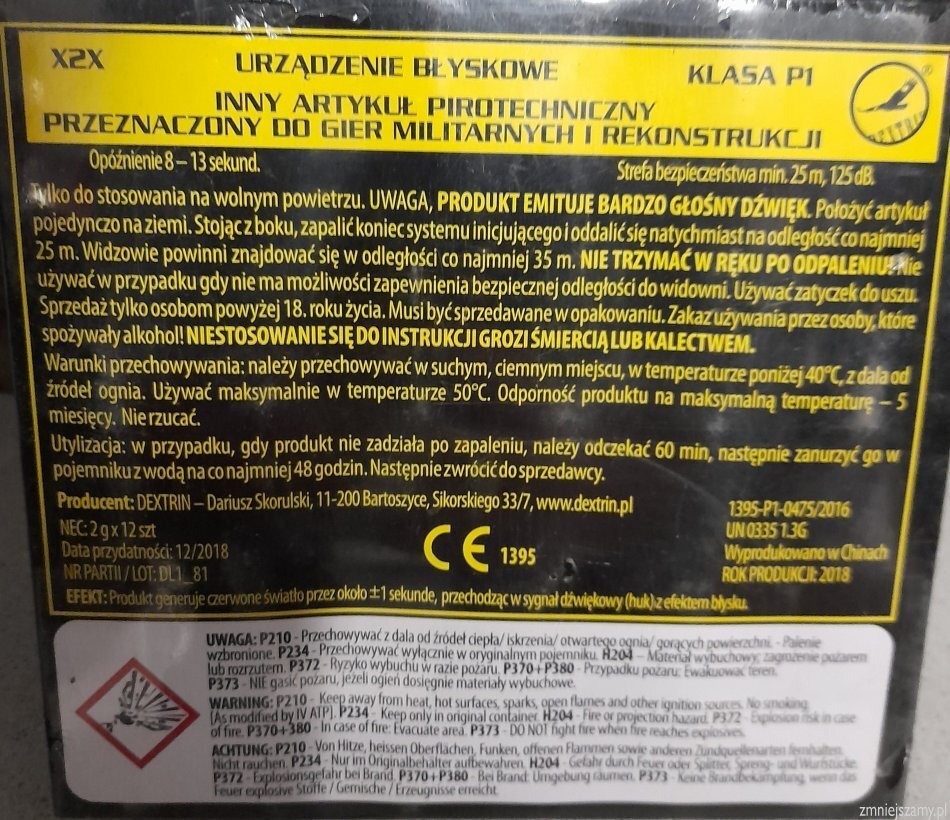 X2X
URZĄDZENIE BŁYSKOWE
KLASA P1
INNY ARTYKUŁ PIROTECHNICZNY
PRZEZNACZONY DO GIER MILITARNYCH I REKONSTRUKCJI
DEXTRIN
Opóźnienie 8 – 13 sekund.
Strefa bezpieczeństwa min. 25 m, 125 dB.
Tylko do stosowania na wolnym powietrzu. UWAGA, PRODUKT EMITUJE BARDZO GŁOŚNY DŹWIĘK. Położyć artykuł
pojedynczo na ziemi. Stojąc z boku, zapalić koniec systemu inicjującego i oddalić się natychmiast na odległość co najmniej
25 m. Widzowie powinni znajdować się w odległości co najmniej 35 m. NIE TRZYMAĆ W RĘKU PO ODPALENIU! Nie
używać w przypadku gdy nie ma możliwości zapewnienia bezpiecznej odległości do widowni. Używać zatyczek do uszu.
Sprzedaż tylko osobom powyżej 18. roku życia. Musi być sprzedawane w opakowaniu. Zakaz używania przez osoby, które
spożywały alkohol! NIESTOSOWANIE SIĘ DO INSTRUKCJI GROZI ŚMIERCIĄ LUB KALECTWEM.
Warunki przechowywania: należy przechowywać w suchym, ciemnym miejscu, w temperaturze poniżej 40°C, z dala od
źródeł ognia. Używać maksymalnie w temperaturze 50°C. Odporność produktu na maksymalną temperaturę – 5
miesięcy. Nie rzucać.
Utylizacja: w przypadku, gdy produkt nie zadziała po zapaleniu, należy odczekać 60 min, następnie zanurzyć go w
pojemniku z wodą na co najmniej 48 godzin. Następnie zwrócić do sprzedawcy.
Producent: DEXTRIN – Dariusz Skorulski, 11-200 Bartoszyce, Sikorskiego 33/7, www.dextrin.pl
NEC: 2 g x 12 szt
Data przydatności: 12/2018
NR PARTII / LOT: DL1_81
CE 1395
1395-P1-0475/2016
UN 0335 1.3G
Wyprodukowano w Chinach
ROK PRODUKCJI: 2018
EFEKT: Produkt generuje czerwone światło przez około ±1 sekunde, przechodząc w sygnał dźwiękowy (huk) z efektem błysku.
UWAGA: P210 - Przechowywać z dala od źródeł ciepła/ iskrzenia/ otwartego ognia/ gorących powierzchni. - Palenie
wzbronione. P234 - Przechowywać wyłącznie w oryginalnym pojemniku. H204 – Materiał wybuchowy; zagrożenie pożarem
lub rozrzutem. P372 - Ryzyko wybuchu w razie pożaru. P370+P380 - Przypadku pożaru: Ewakuować teren.
P373 - NIE gasić pożaru, jeżeli ogień dosięgnie materiały wybuchowe.
WARNING: P210 - Keep away from heat, hot surfaces, sparks, open flames and other ignition sources. No smoking.
[As modified by IV ATP]. P234 - Keep only in original container. H204 - Fire or projection hazard. P372 - Explosion risk in case
of fire. P370+380 - In case of fire: Evacuate area. P373 - DO NOT fight fire when fire reaches explosives.
ACHTUNG: P210 - Von Hitze, heissen Oberflächen, Funken, offenen Flammen sowie anderen Zündquellenarten fernhalten.
Nicht rauchen. P234 - Nur im Originalbehälter aufbewahren. H204 - Gefahr durch Feuer oder Splitter, Spreng- und Wurfstücke.
P372 - Explosionsgefahr bei Brand. P370+P380 - Bei Brand: Umgebung räumen. P373 - Keine Brandbekämpfung, wenn das
Feuer explosive Stoffe / Gemische / Erzeugnisse erreicht.
zmniejszamy.pl